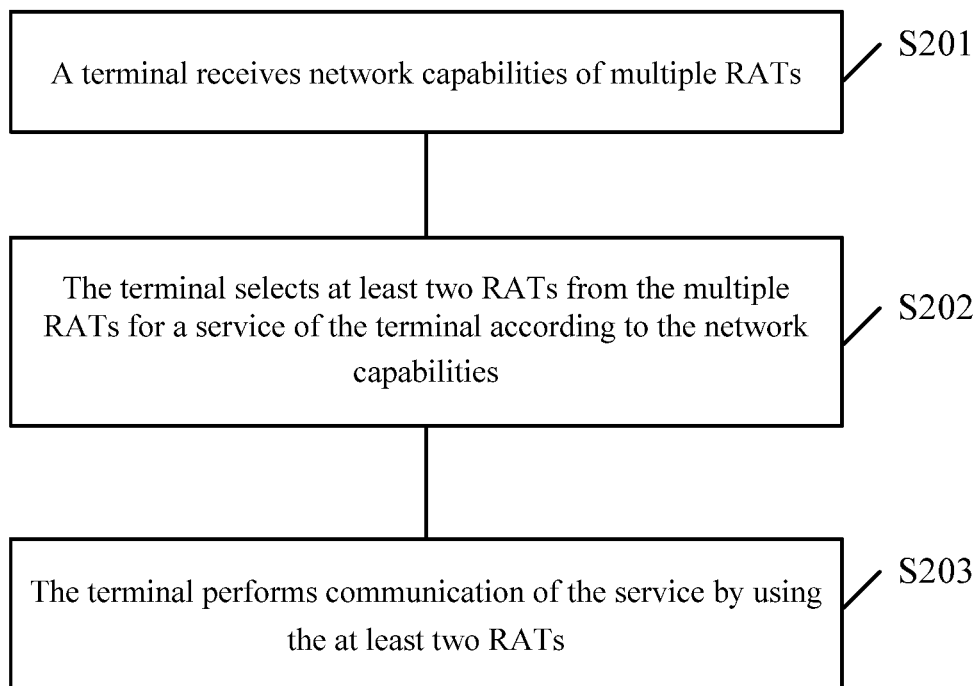 A terminal receives network capabilities of multiple RATs
S201
The terminal selects at least two RATs from the multiple
RATs for a service of the terminal according to the network
capabilities
S202
The terminal performs communication of the service by using
the at least two RATs
S203